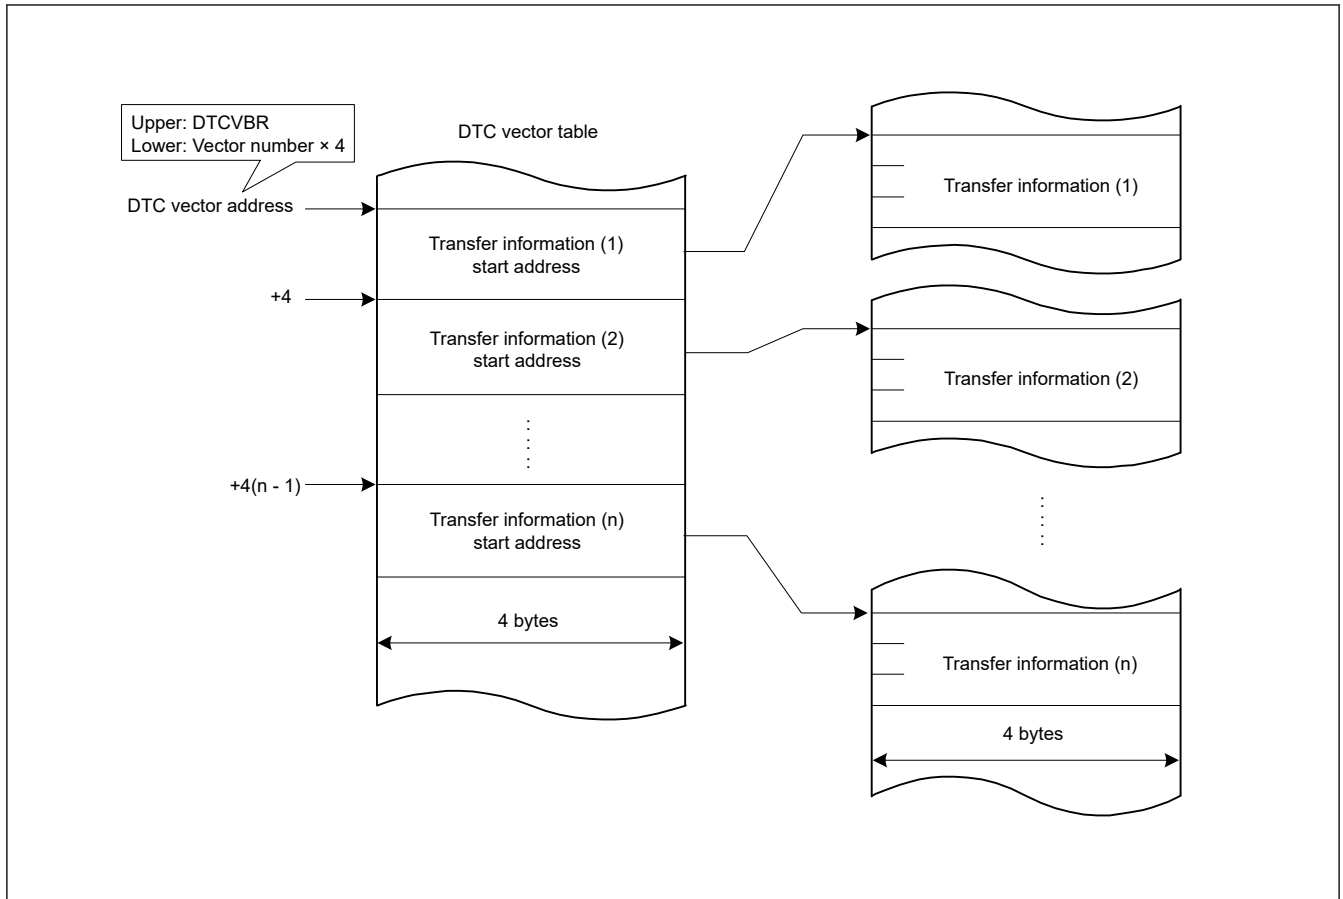 Upper: DTCVBR
Lower: Vector number × 4
DTC vector address
+4
+4(n - 1)
DTC vector table
Transfer information (1)
start address
Transfer information (2)
start address
Transfer information (n)
start address
4 bytes
Transfer information (1)
Transfer information (2)
Transfer information (n)
4 bytes